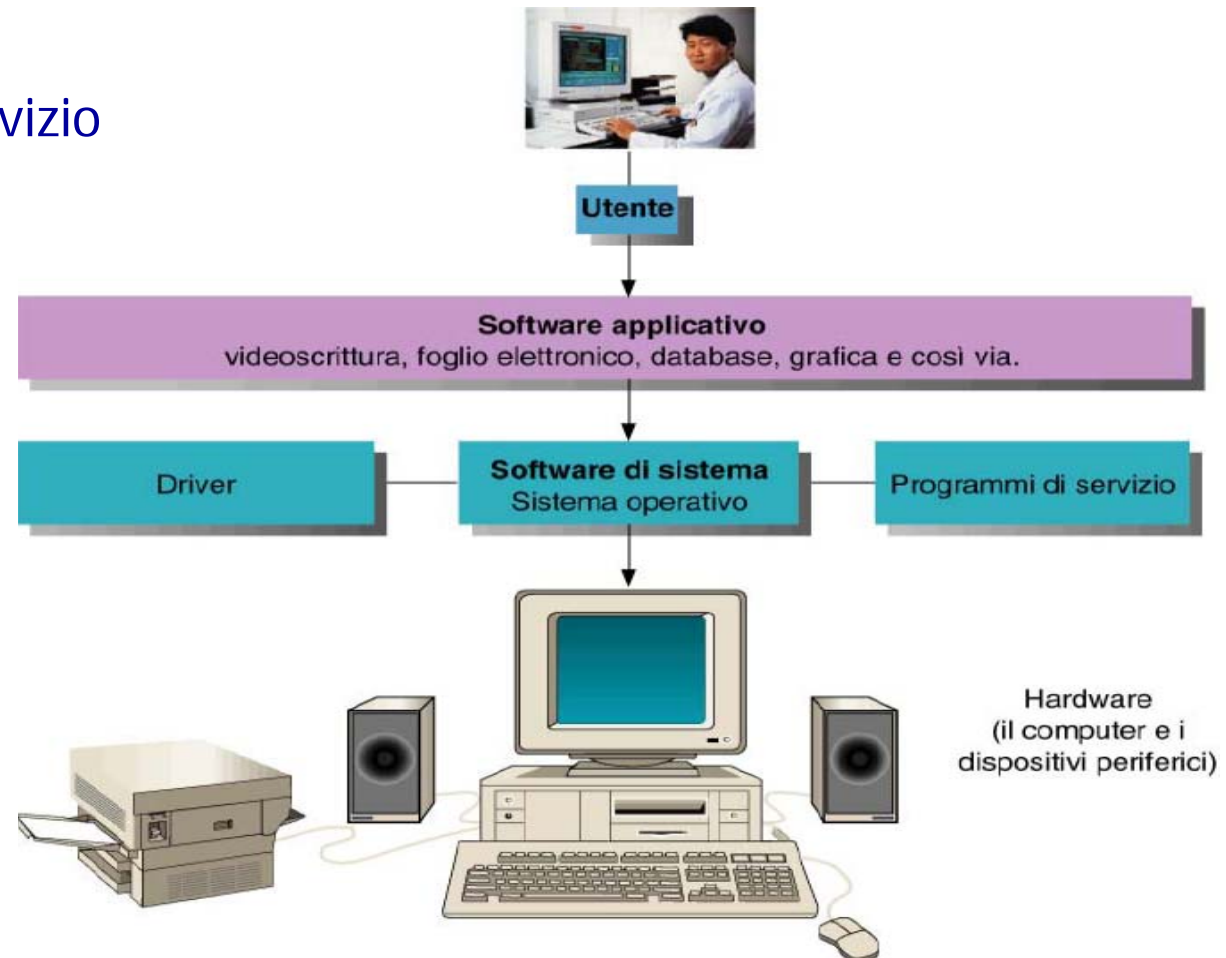 vizio
Utente
Software applicativo
videoscrittura, foglio elettronico, database, grafica e così via.
Driver
Software di sistema
Sistema operativo
Programmi di servizio
Hardware
(il computer e i
dispositivi periferici)